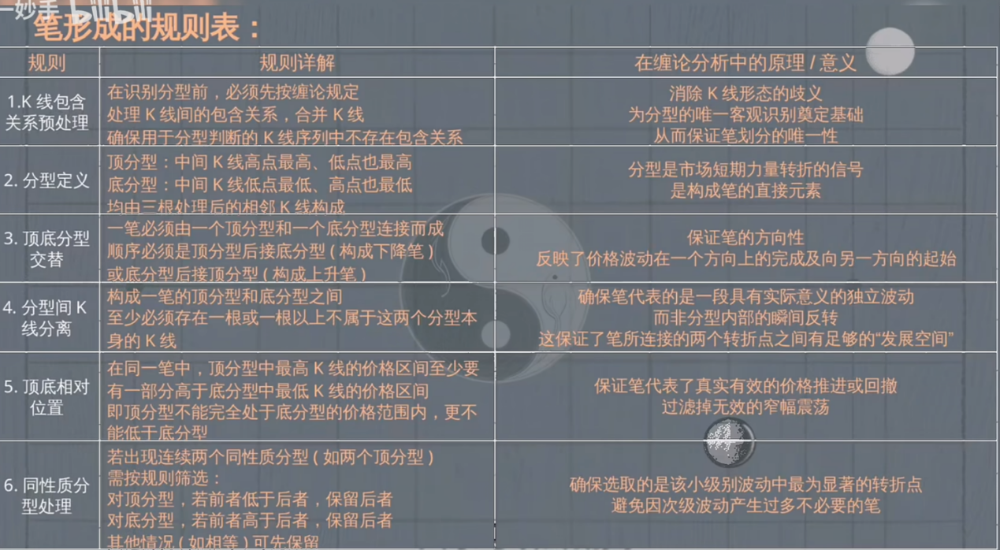 一妙手 bilibili
笔形成的规则表：
规则
规则详解
在缠论分析中的原理 / 意义
1.K 线包含
关系预处理
在识别分型前，必须先按缠论规定
处理 K 线间的包含关系，合并 K 线
确保用于分型判断的 K 线序列中不存在包含关系
消除 K 线形态的歧义
为分型的唯一客观识别奠定基础
从而保证笔划分的唯一性
2. 分型定义
顶分型：中间 K 线高点最高、低点也最高
底分型：中间 K 线低点最低、高点也最低
均由三根处理后的相邻 K 线构成
分型是市场短期力量转折的信号
是构成笔的直接元素
3. 顶底分型
交替
一笔必须由一个顶分型和一个底分型连接而成
顺序必须是顶分型后接底分型 ( 构成下降笔 )
或底分型后接顶分型 ( 构成上升笔 )
保证笔的方向性
反映了价格波动在一个方向上的完成及向另一方向的起始
4. 分型间 K
线分离
构成一笔的顶分型和底分型之间
至少必须存在一根或一根以上不属于这两个分型本
身的 K 线
确保笔代表的是一段具有实际意义的独立波动
而非分型内部的瞬间反转
这保证了笔所连接的两个转折点之间有足够的“发展空间”
5. 顶底相对
位置
在同一笔中，顶分型中最高 K 线的价格区间至少要
有一部分高于底分型中最低 K 线的价格区间
即顶分型不能完全处于底分型的价格范围内，更不
能低于底分型
保证笔代表了真实有效的价格推进或回撤
过滤掉无效的窄幅震荡
6. 同性质分
型处理
若出现连续两个同性质分型 ( 如两个顶分型 )
需按规则筛选：
对顶分型，若前者低于后者，保留后者
对底分型，若前者高于后者，保留后者
其他情况 ( 如相等 ) 可先保留
确保选取的是该小级别波动中最为显著的转折点
避免因次级波动产生过多不必要的笔